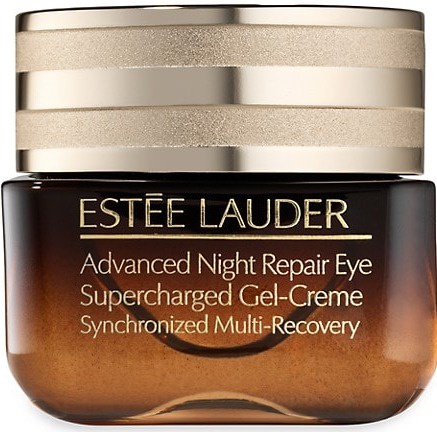 ESTĒE LAUDER
Advanced Night Repair Eye
Supercharged Gel-Creme
Synchronized Multi-Recovery